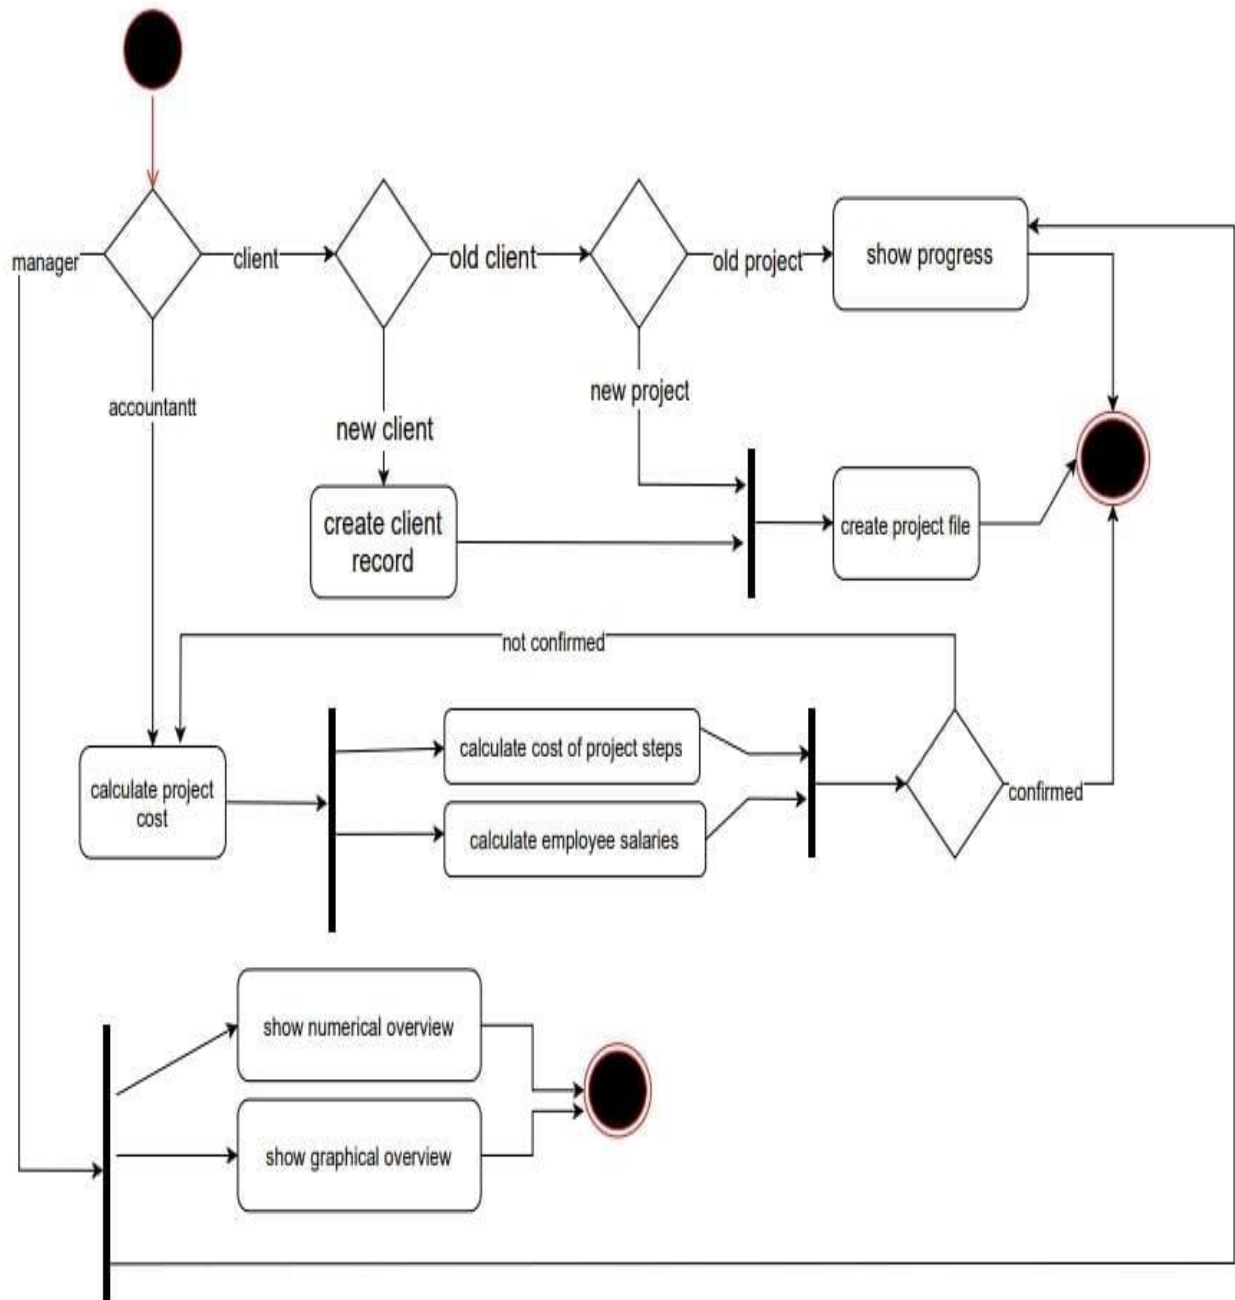 manager
client
old client
old project
show progress
accountantt
new client
new project
create client
record
create project file
not confirmed
calculate project
cost
calculate cost of project steps
calculate employee salaries
confirmed
show numerical overview
show graphical overview